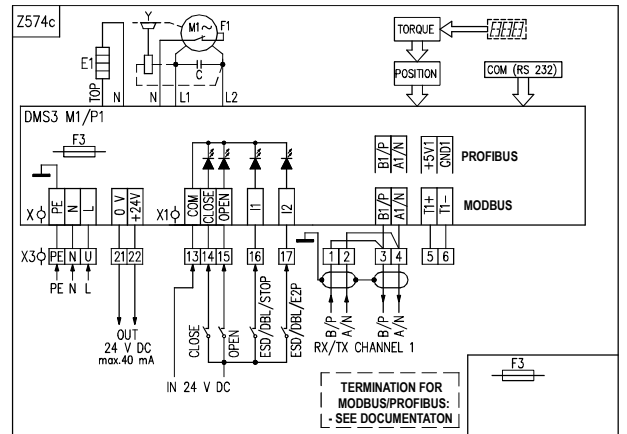 Z574c
Y
M1~
F1
E1
C
TORQUE
POSITION
COM (RS 232)
TOP
N
N
L1
L2
DMS3 M1/P1
F3
B1/P
A1/N
+5V1
GND1
PROFIBUS
X
PE
N
L
0 V
+24V
X1
COM
CLOSE
OPEN
I1
I2
B1/P
A1/N
T1+
T1-
MODBUS
X3
PE
N
U
21
22
13
14
15
16
17
1
2
3
4
5
6
PE N L
OUT
24 V DC
max.40 mA
CLOSE
OPEN
ESD/DBL/STOP
ESD/DBL/E2P
IN 24 V DC
B/P
A/N
B/P
A/N
RX/TX CHANNEL 1
TERMINATION FOR
MODBUS/PROFIBUS:
- SEE DOCUMENTATON
F3